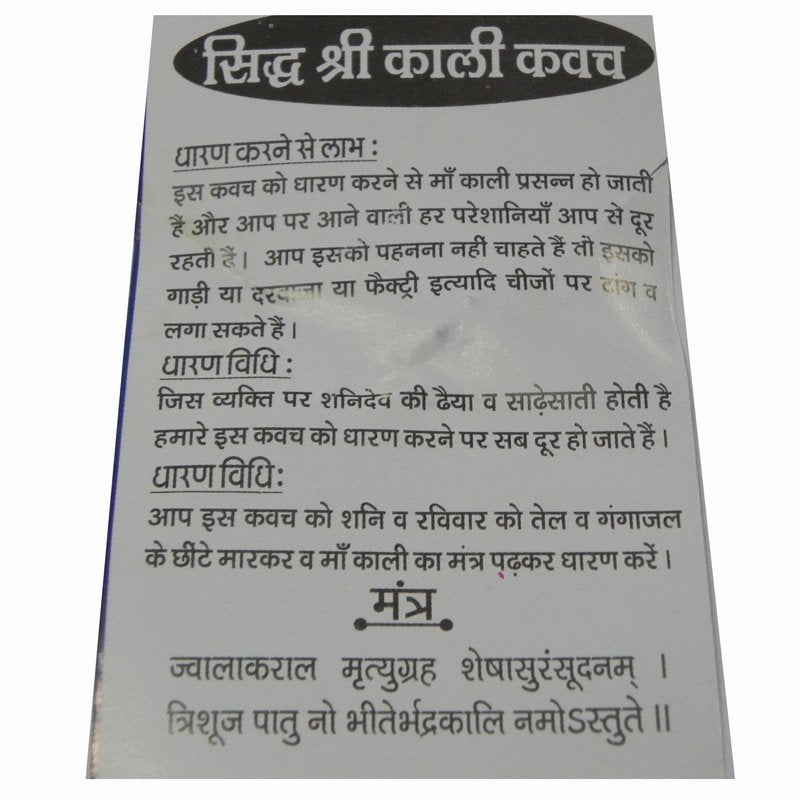 सिद्ध श्री काली कवच
धारण करने से लाभ :
इस कवच को धारण करने से माँ काली प्रसन्न हो जाती
हैं और आप पर आने वाली हर परेशानियाँ आप से दूर
रहती हैं। आप इसको पहनना नहीं चाहते हैं तो इसको
गाड़ी या दरवाजा या फैक्ट्री इत्यादि चीजों पर टांग व
लगा सकते हैं।
धारण विधि :
जिस व्यक्ति पर शनिदेव की ढैया व साढ़ेसाती होती है
हमारे इस कवच को धारण करने पर सब दूर हो जाते हैं।
धारण विधि:
आप इस कवच को शनि व रविवार को तेल व गंगाजल
के छींटे मारकर व माँ काली का मंत्र पढ़कर धारण करें।
मंत्र
ज्वालाकराल मृत्युग्रह शेषासुरंसूदनम् ।
त्रिशूज पातु नो भीतेर्भद्रकालि नमोऽस्तुते ॥